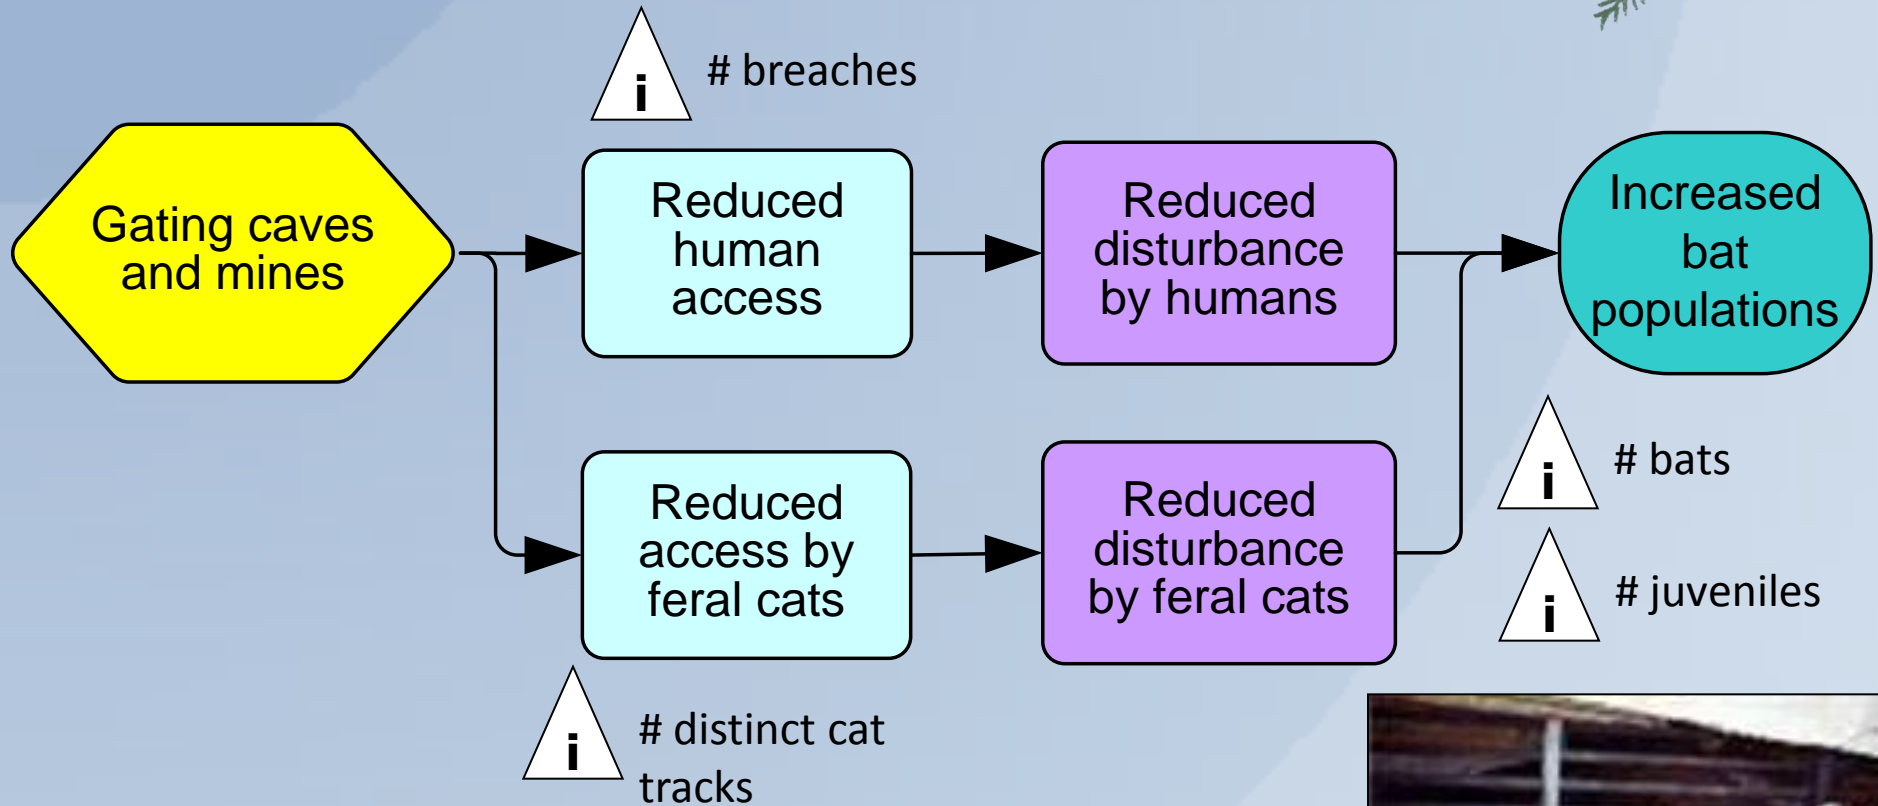 i
# breaches
Gating caves
and mines
Reduced
human
access
Reduced
disturbance
by humans
Increased
bat
populations
Reduced
access by
feral cats
Reduced
disturbance
by feral cats
i
# bats
i
# juveniles
i
# distinct cat
tracks